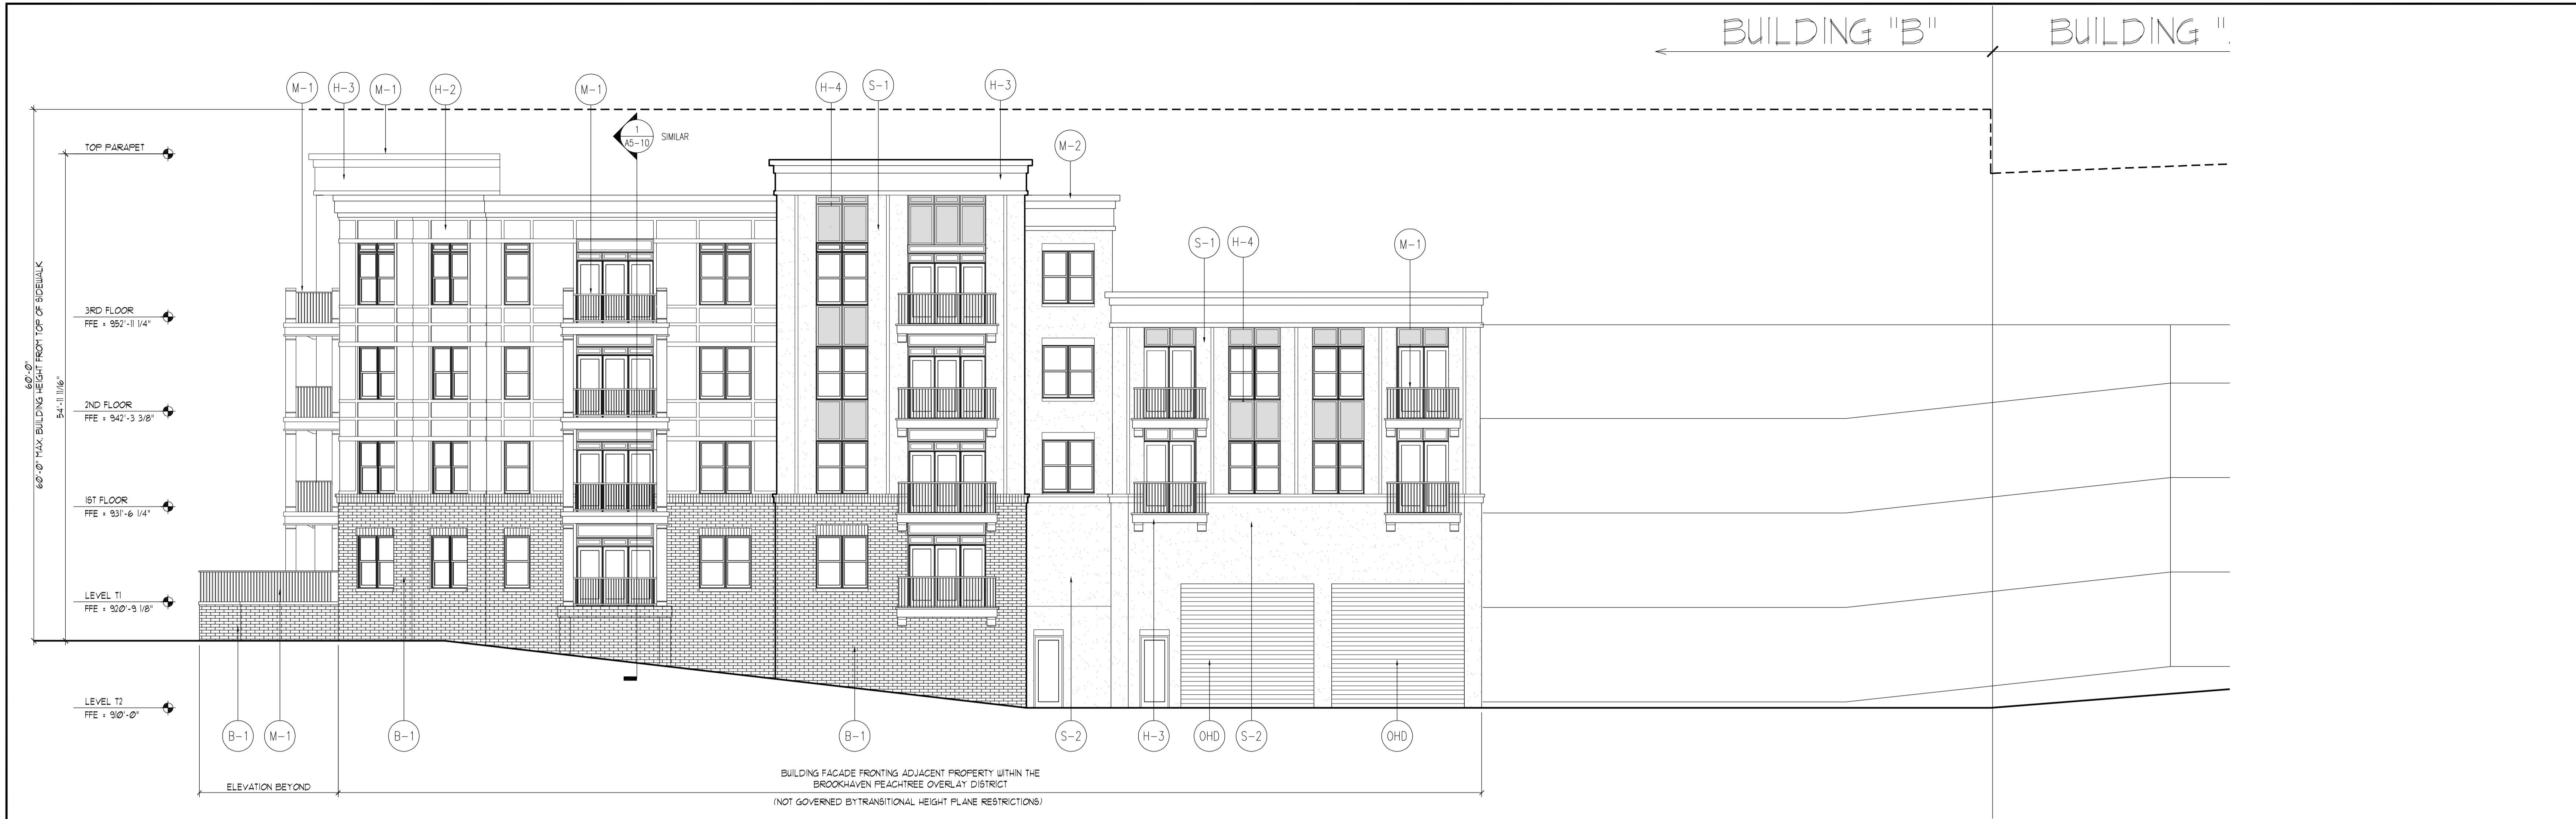 BUILDING "B"
BUILDING "
M-1
H-3
M-1
H-2
M-1
H-4
S-1
H-3
1
A5-10
SIMILAR
M-2
TOP PARAPET
S-1
H-4
M-1
M-1
3RD FLOOR
FFE = 952'-11 1/4"
60'-0"
60'-0" MAX. BUILDING HEIGHT FROM TOP OF SIDEWALK
54'-11 11/16"
2ND FLOOR
FFE = 942'-3 3/8"
1ST FLOOR
FFE = 931'-6 1/4"
LEVEL T1
FFE = 920'-9 1/8"
LEVEL T2
FFE = 910'-0"
B-1
M-1
B-1
B-1
S-2
H-3
OHD
S-2
OHD
ELEVATION BEYOND
BUILDING FACADE FRONTING ADJACENT PROPERTY WITHIN THE
BROOKHAVEN PEACHTREE OVERLAY DISTRICT
(NOT GOVERNED BYTRANSITIONAL HEIGHT PLANE RESTRICTIONS)